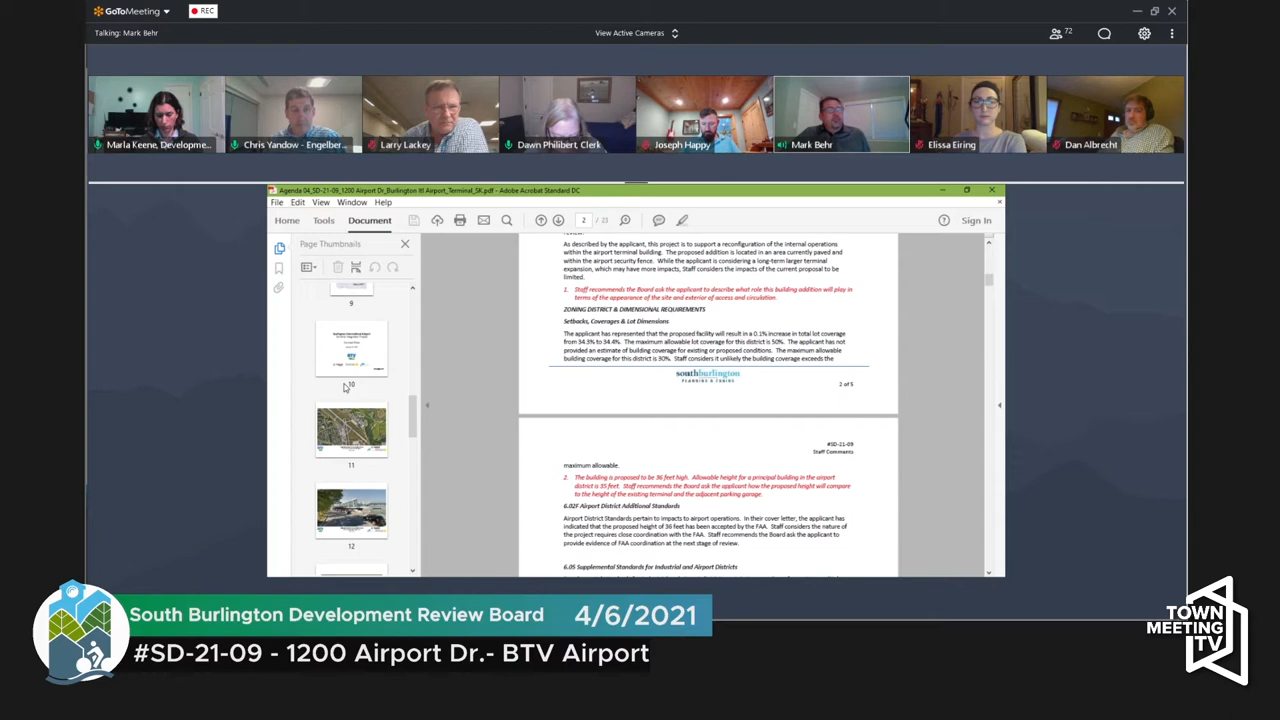 GoToMeeting
REC
Talking: Mark Behr
View Active Cameras
72
Marla Keene, Developme...
Chris Yandow - Engelber...
Larry Lackey
Dawn Philibert, Clerk
Joseph Happy
Mark Behr
Elissa Eiring
Dan Albrecht
Agenda 04_SD-21-09_1200 Airport Dr_Burlington Itl Airport_Terminal_SK.pdf - Adobe Acrobat Standard DC
File Edit View Window Help
Home Tools Document
2 / 21
Sign In
Page Thumbnails
9
10
11
12
review.
As described by the applicant, this project is to support a reconfiguration of the internal operations
within the airport terminal building. The proposed addition is located in an area currently paved and
within the airport security fence. While the applicant is considering a long-term larger terminal
expansion, which may have more impacts, Staff considers the impacts of the current proposal to be
limited.
1. Staff recommends the Board ask the applicant to describe what role this building addition will play in
terms of the appearance of the site and exterior of access and circulation.
ZONING DISTRICT & DIMENSIONAL REQUIREMENTS
Setbacks, Coverages & Lot Dimensions
The applicant has represented that the proposed facility will result in a 0.1% increase in total lot coverage
from 34.3% to 34.4%. The maximum allowable lot coverage for this district is 50%. The applicant has not
provided an estimate of building coverage for existing or proposed conditions. The maximum allowable
building coverage for this district is 30%. Staff considers it unlikely the building coverage exceeds the
southburlington
PLANNING & ZONING
2 of 5
#SD-21-09
Staff Comments
maximum allowable.
2. The building is proposed to be 36 feet high. Allowable height for a principal building in the airport
district is 35 feet. Staff recommends the Board ask the applicant how the proposed height will compare
to the height of the existing terminal and the adjacent parking garage.
6.02F Airport District Additional Standards
Airport District Standards pertain to impacts to airport operations. In their cover letter, the applicant has
indicated that the proposed height of 36 feet has been accepted by the FAA. Staff considers the nature of
the project requires close coordination with the FAA. Staff recommends the Board ask the applicant to
provide evidence of FAA coordination at the next stage of review.
6.05 Supplemental Standards for Industrial and Airport Districts
South Burlington Development Review Board 4/6/2021
#SD-21-09 - 1200 Airport Dr.- BTV Airport
TOWN
MEETING
TV